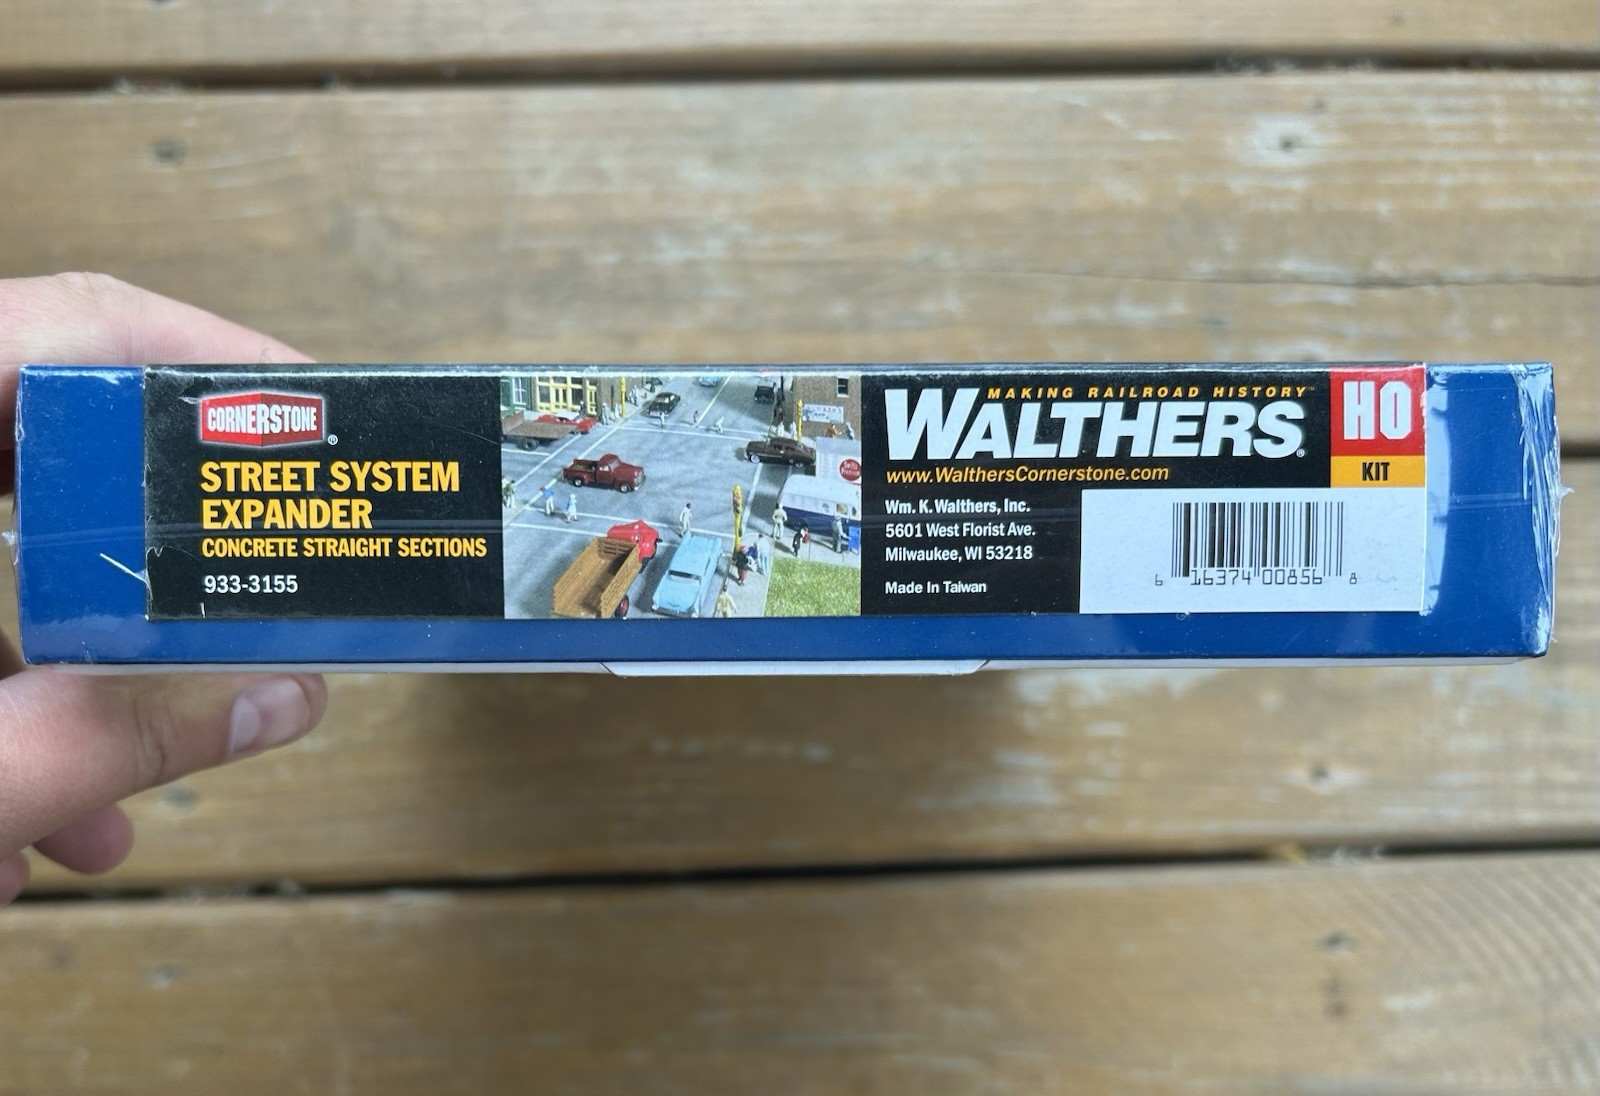 CORNERSTONE®
STREET SYSTEM
EXPANDER
CONCRETE STRAIGHT SECTIONS
933-3155
MAKING RAILROAD HISTORY™
WALTHERS®
www.WalthersCornerstone.com
Wm. K. Walthers, Inc.
5601 West Florist Ave.
Milwaukee, WI 53218
Made In Taiwan
HO
KIT
6 16374 00856 8